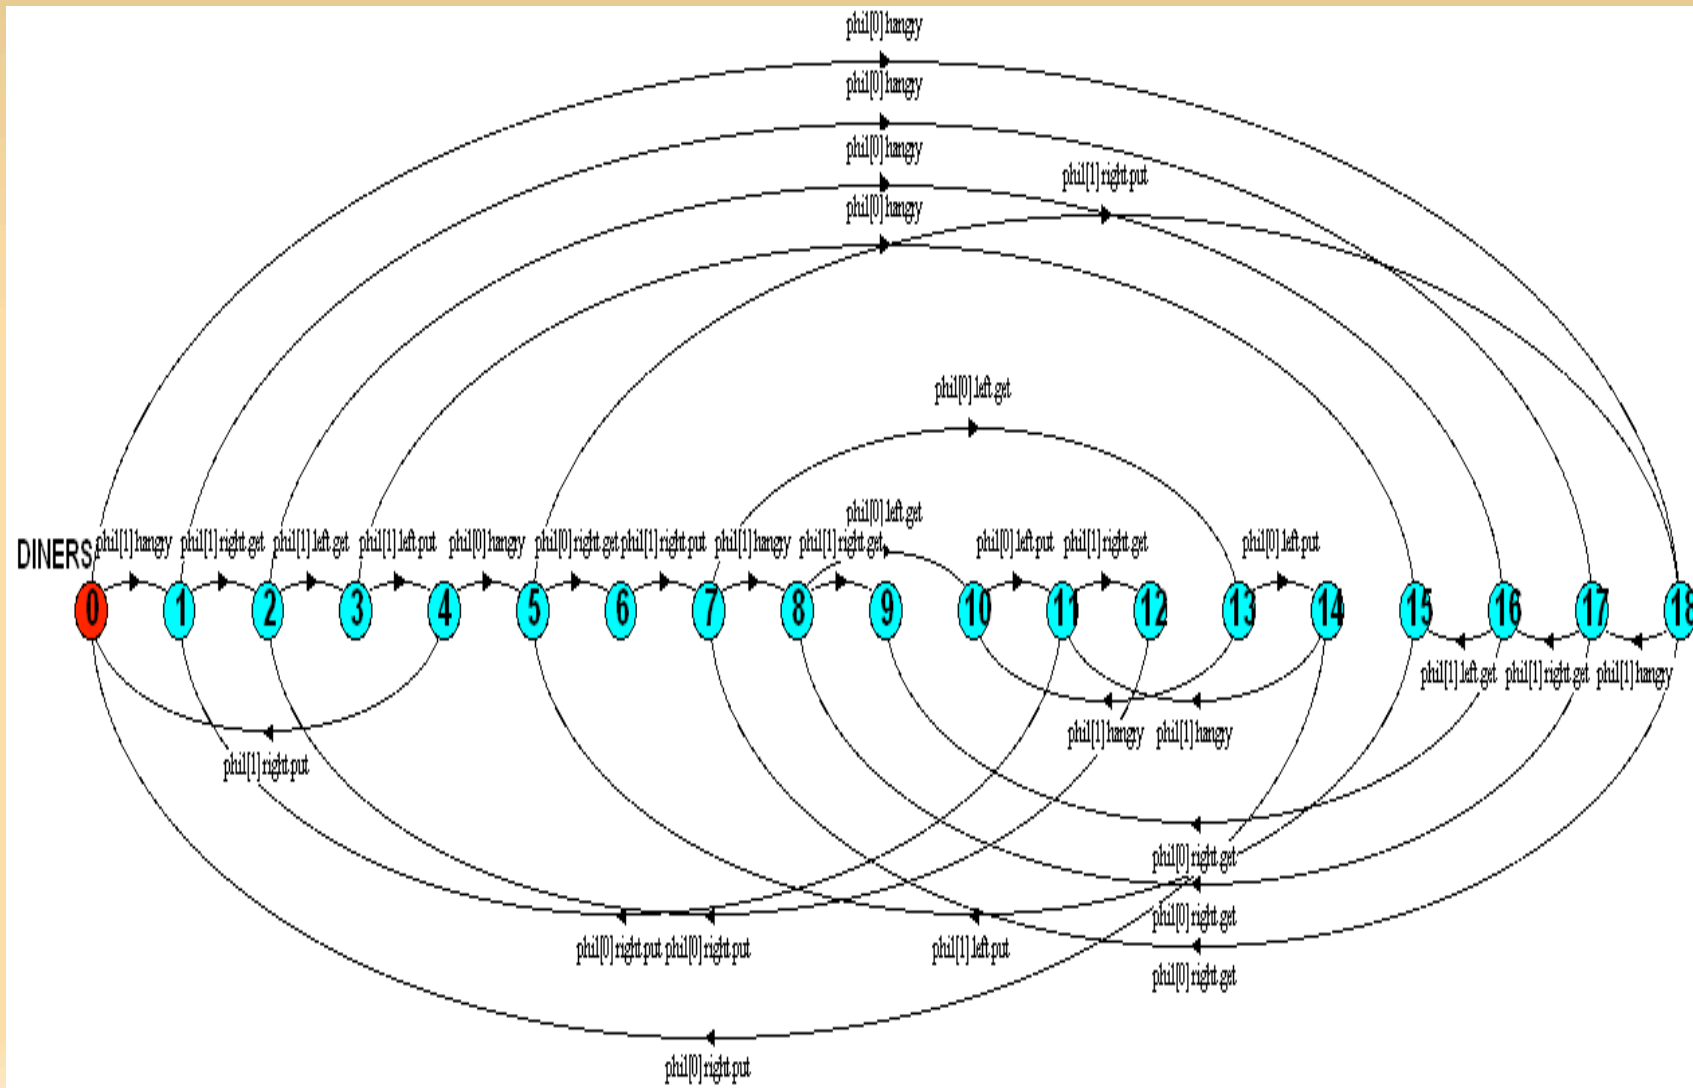 phil[0]hangry
phil[0]hangry
phil[0]hangry
phil[1]right.put
phil[0]hangry
phil[0].left.get
phil[0].left.get
DINERS
phil[1]hangry
phil[1]right.get
phil[1]left.get
phil[1]left.put
phil[0]hangry
phil[0]right.get
phil[1]right.put
phil[1]hangry
phil[1]right.get
phil[0].left.put
phil[1]right.get
phil[0].left.put
0
1
2
3
4
5
6
7
8
9
10
11
12
13
14
15
16
17
18
phil[1].left.get
phil[1]right.get
phil[1]hangry
phil[1]hangry
phil[1]hangry
phil[1]right.put
phil[0]right.get
phil[0]right.get
phil[0]right.put
phil[0]right.put
phil[1].left.put
phil[0]right.get
phil[0]right.put